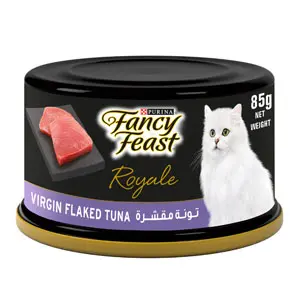 PURINA
Fancy
Feast
Royale
VIRGIN FLAKED TUNA تونة مقشرة
85g
NET
WEIGHT